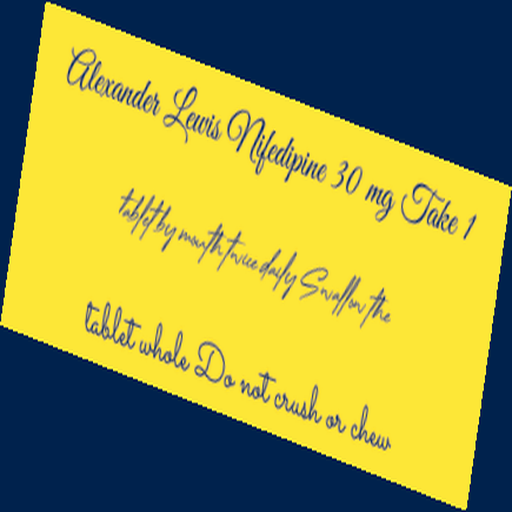 Alexander Lewis Nifedipine 30 mg Take 1
tablet by mouth twice daily Swallow the
tablet whole Do not crush or chew